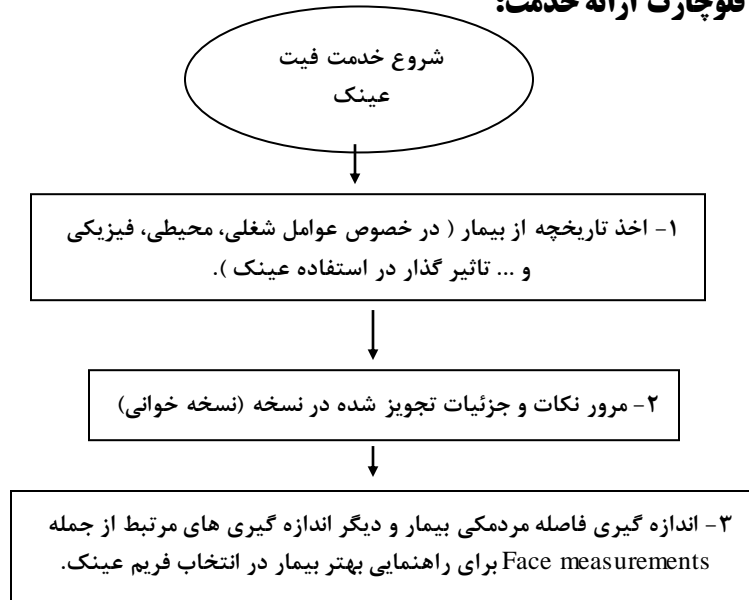 فلوچارت ارائه خدمت:
شروع خدمت فیت
عینک
۱- اخذ تاریخچه از بیمار ( در خصوص عوامل شغلی، محیطی، فیزیکی
و ... تاثیر گذار در استفاده عینک ).
۲- مرور نکات و جزئیات تجویز شده در نسخه (نسخه خوانی)
۳- اندازه گیری فاصله مردمکی بیمار و دیگر اندازه گیری های مرتبط از جمله
Face measurements برای راهنمایی بهتر بیمار در انتخاب فریم عینک.